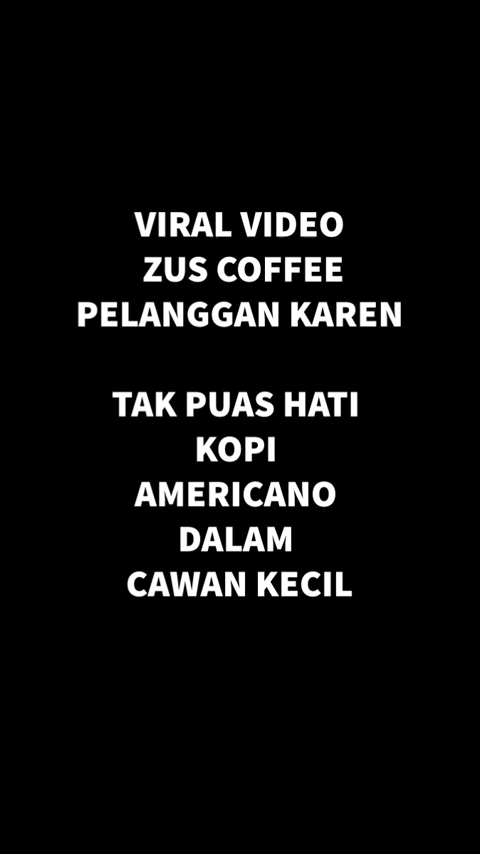 VIRAL VIDEO
ZUS COFFEE
PELANGGAN KAREN
TAK PUAS HATI
KOPI
AMERICANO
DALAM
CAWAN KECIL